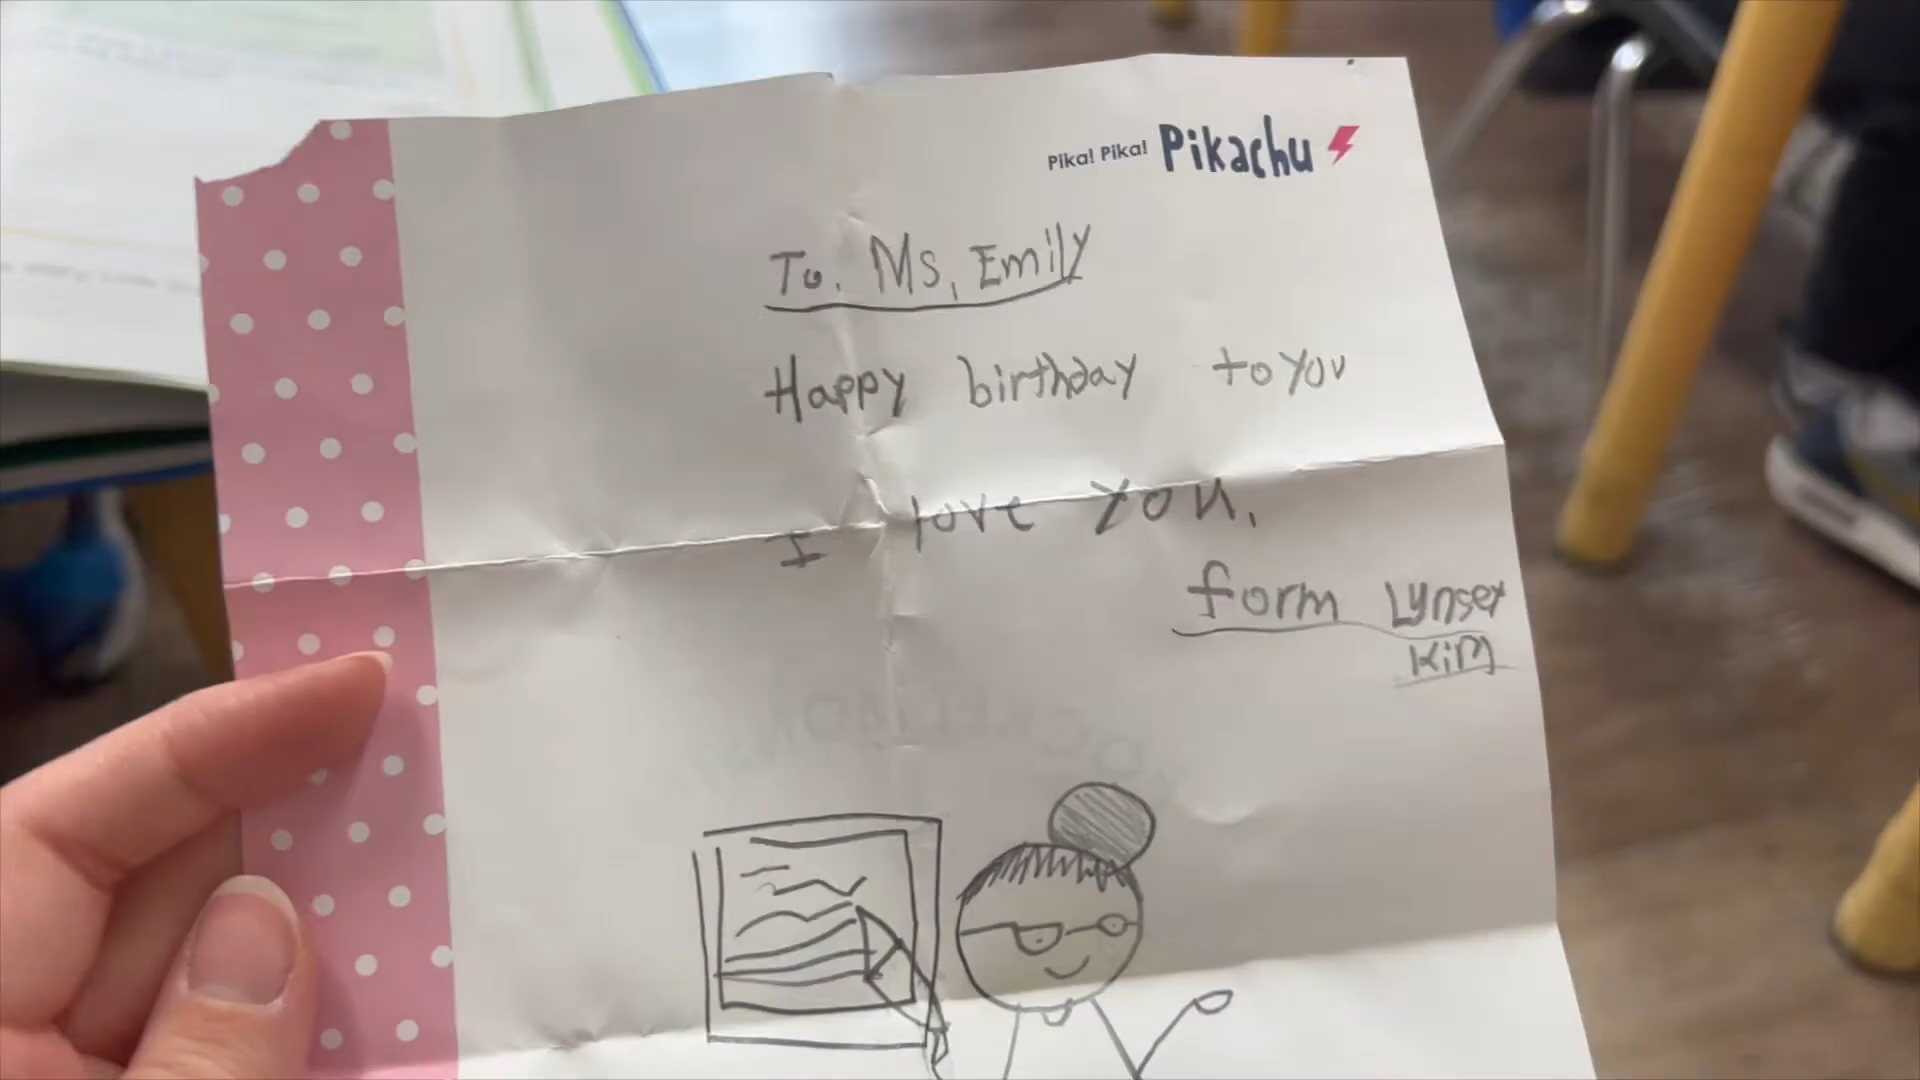 Pika! Pika! Pikachu
To. Ms, Emily
Happy birthday to you
I love you.
form Lynsey
Kim